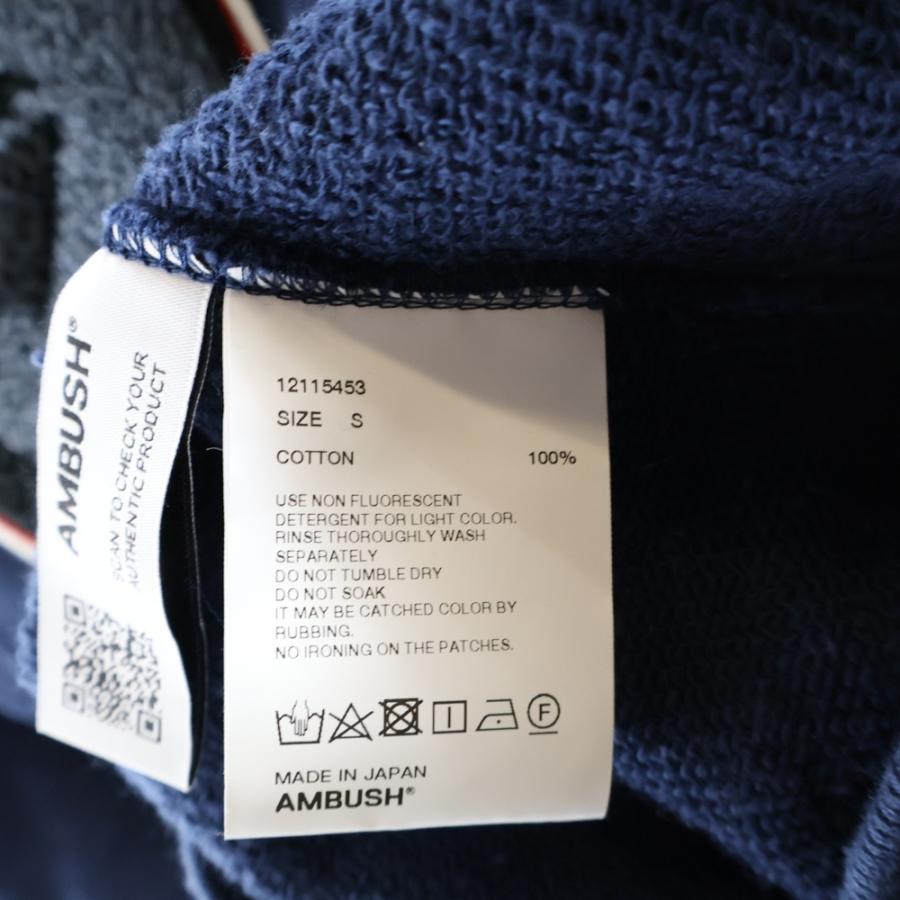 AMBUSH®
SCAN TO CHECK YOUR
AUTHENTIC PRODUCT
12115453
SIZE S
COTTON 100%
USE NON FLUORESCENT
DETERGENT FOR LIGHT COLOR.
RINSE THOROUGHLY WASH
SEPARATELY
DO NOT TUMBLE DRY
DO NOT SOAK
IT MAY BE CATCHED COLOR BY
RUBBING.
NO IRONING ON THE PATCHES.
F
MADE IN JAPAN
AMBUSH®